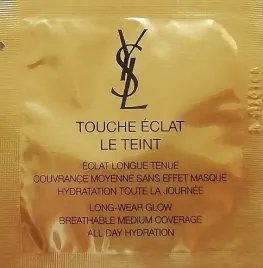 YSL
TOUCHE ÉCLAT
LE TEINT
ÉCLAT LONGUE TENUE
COUVRANCE MOYENNE SANS EFFET MASQUE
HYDRATATION TOUTE LA JOURNÉE
LONG-WEAR GLOW
BREATHABLE MEDIUM COVERAGE
ALL DAY HYDRATION